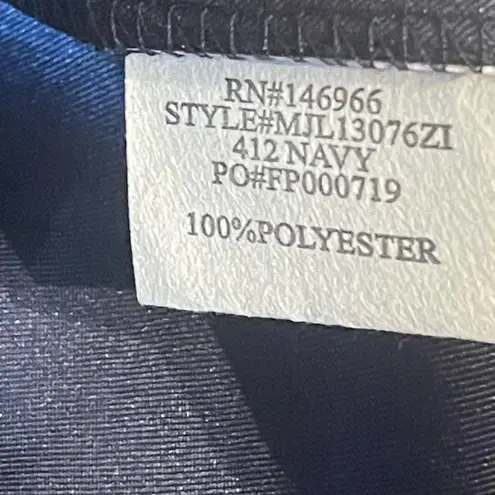 RN#146966
STYLE#MJL13076ZI
412 NAVY
PO#FP000719
100%POLYESTER